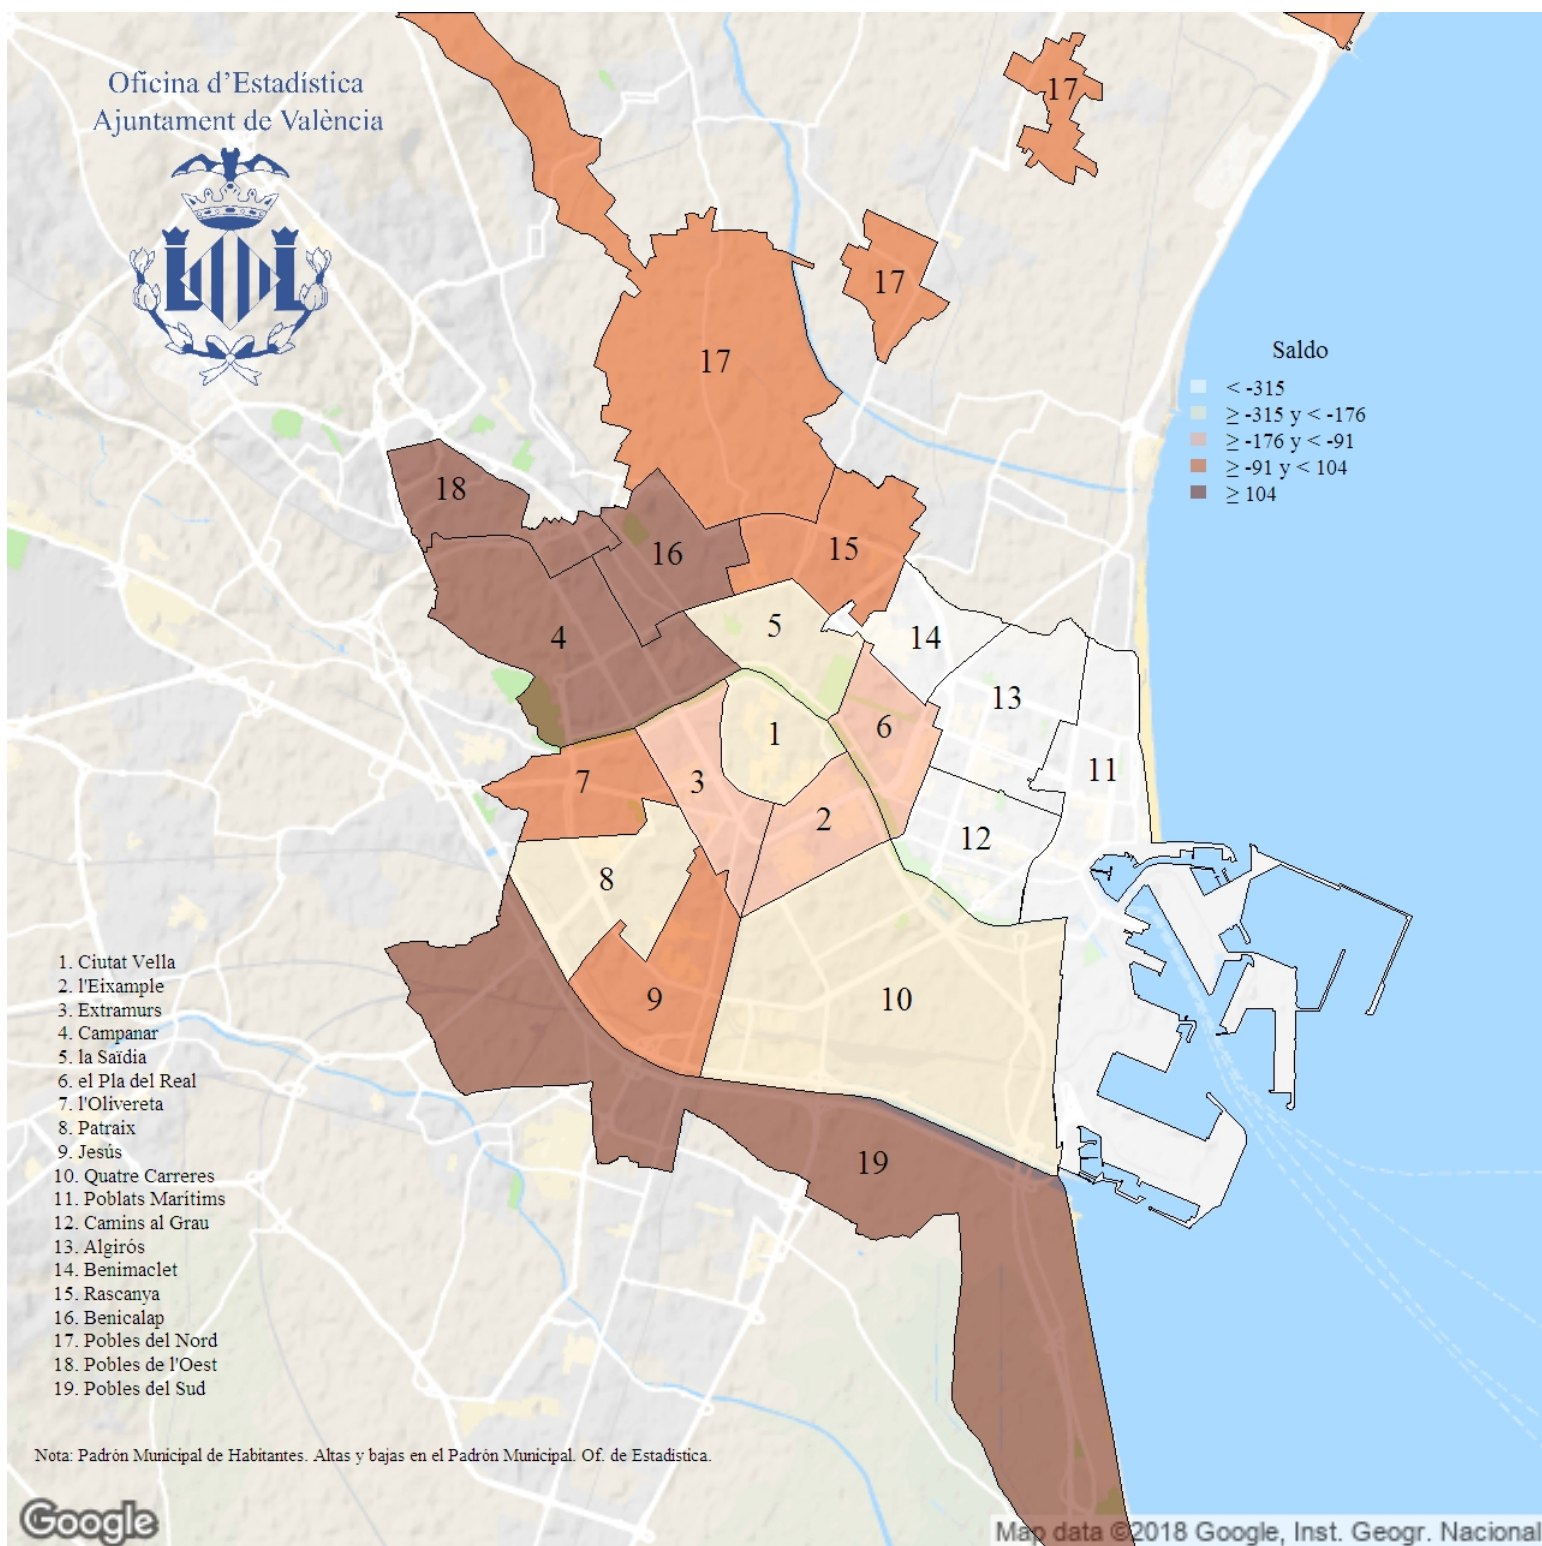 Oficina d'Estadística
Ajuntament de València
17
17
17
18
16
15
5
14
4
13
6
1
11
7
3
2
12
8
9
10
19
Saldo
< -315
≥ -315 y < -176
≥ -176 y < -91
≥ -91 y < 104
≥ 104
1. Ciutat Vella
2. l'Eixample
3. Extramurs
4. Campanar
5. la Saïdia
6. el Pla del Real
7. l'Olivereta
8. Patraix
9. Jesús
10. Quatre Carreres
11. Poblats Marítims
12. Camins al Grau
13. Algirós
14. Benimaclet
15. Rascanya
16. Benicalap
17. Pobles del Nord
18. Pobles de l'Oest
19. Pobles del Sud
Nota: Padrón Municipal de Habitantes. Altas y bajas en el Padrón Municipal. Of. de Estadística.
Google
Map data ©2018 Google, Inst. Geogr. Nacional